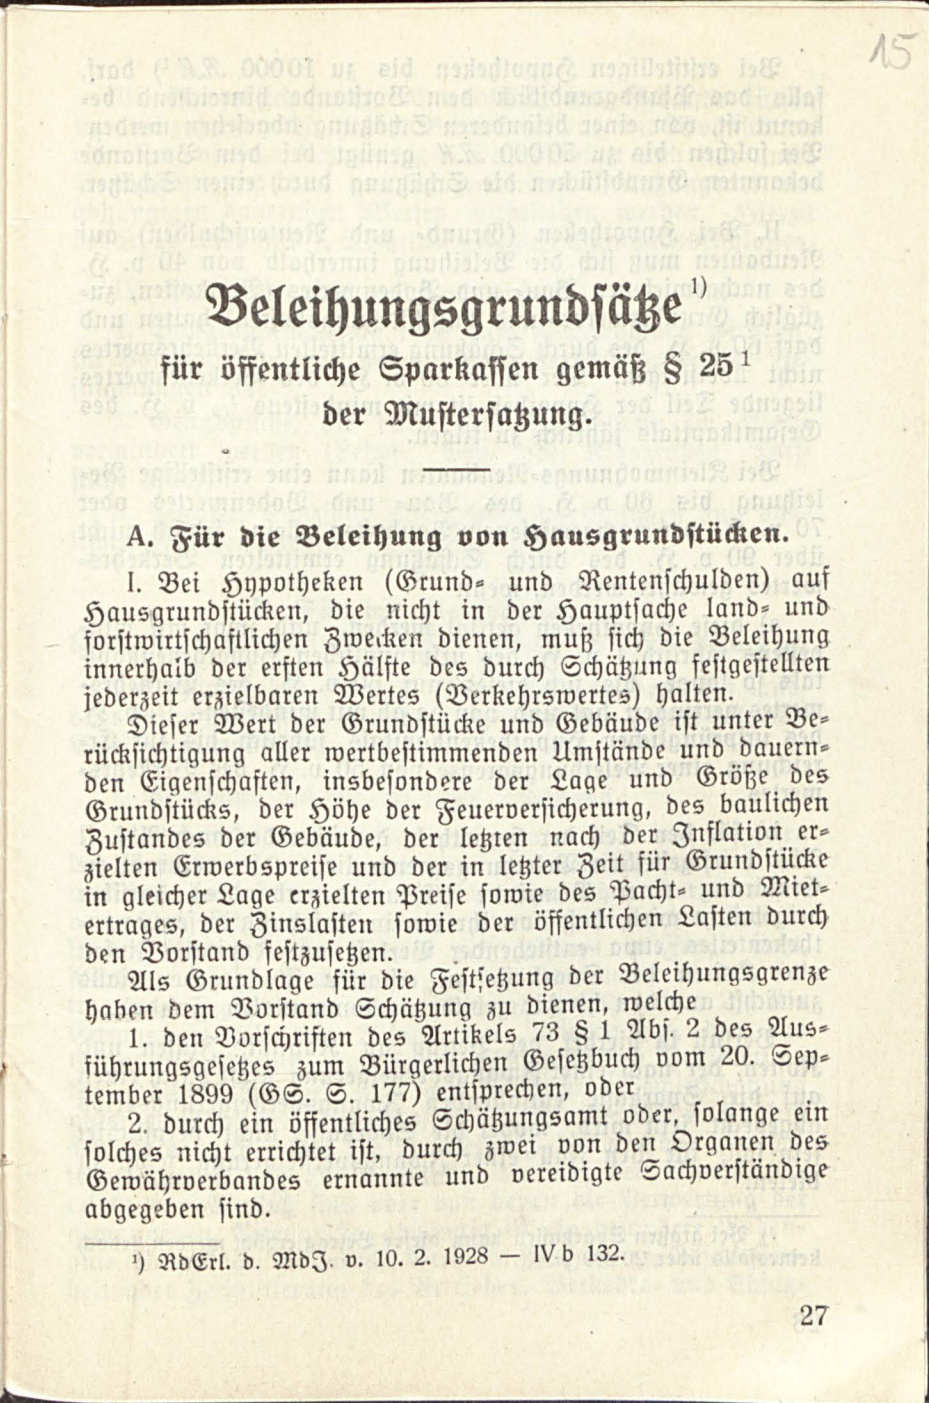 15
Beleihungsgrundsätze ¹)
für öffentliche Sparkassen gemäß § 25 ¹
der Mustersatzung.
A. Für die Beleihung von Hausgrundstücken.
I. Bei Hypotheken (Grund- und Rentenschulden) auf
Hausgrundstücken, die nicht in der Hauptsache land- und
forstwirtschaftlichen Zwecken dienen, muß sich die Beleihung
innerhalb der ersten Hälfte des durch Schätzung festgestellten
jederzeit erzielbaren Wertes (Verkehrswertes) halten.
Dieser Wert der Grundstücke und Gebäude ist unter Be-
rücksichtigung aller wertbestimmenden Umstände und dauern-
den Eigenschaften, insbesondere der Lage und Größe des
Grundstücks, der Höhe der Feuerversicherung, des baulichen
Zustandes der Gebäude, der letzten nach der Inflation er-
zielten Erwerbspreise und der in letzter Zeit für Grundstücke
in gleicher Lage erzielten Preise sowie des Pacht- und Miet-
ertrages, der Zinslasten sowie der öffentlichen Lasten durch
den Vorstand festzusetzen.
Als Grundlage für die Festsetzung der Beleihungsgrenze
haben dem Vorstand Schätzung zu dienen, welche
1. den Vorschriften des Artikels 73 § 1 Abs. 2 des Aus-
führungsgesetzes zum Bürgerlichen Gesetzbuch vom 20. Sep-
tember 1899 (GS. S. 177) entsprechen, oder
2. durch ein öffentliches Schätzungsamt oder, solange ein
solches nicht errichtet ist, durch zwei von den Organen des
Gewährverbandes ernannte und vereidigte Sachverständige
abgegeben sind.
¹) RdErl. d. MdJ. v. 10. 2. 1928 — IV b 132.
27